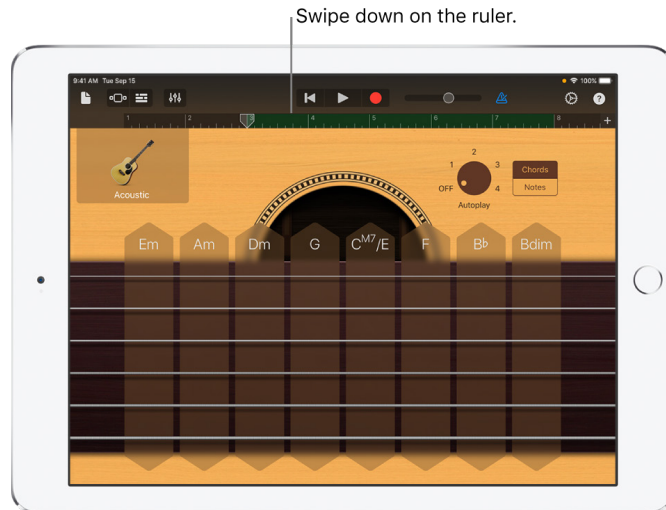 Swipe down on the ruler.
9:41 AM Tue Sep 15
100%
?
1 2 3 4 5 6 7 8 +
Acoustic
OFF 1 2 3 4
Autoplay
Chords
Notes
Em Am Dm G CM7/E F B♭ Bdim